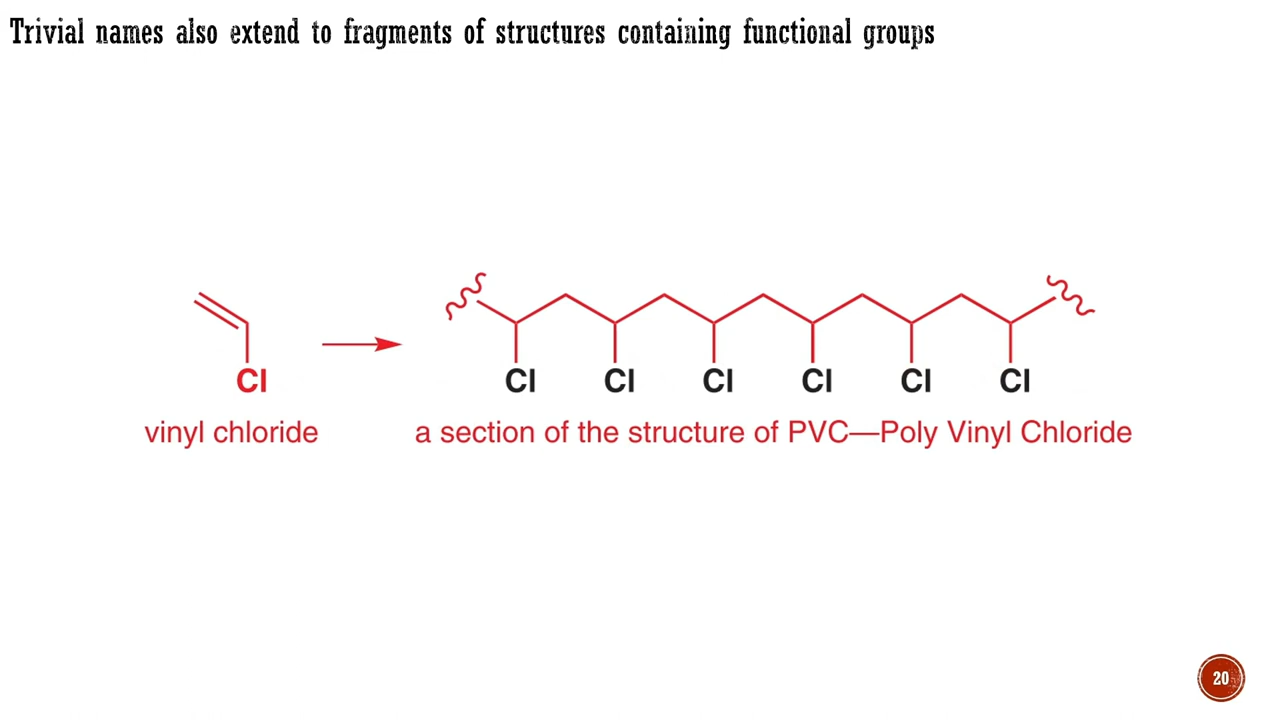 Trivial names also extend to fragments of structures containing functional groups
Cl
Cl Cl Cl Cl Cl Cl
vinyl chloride
a section of the structure of PVC—Poly Vinyl Chloride
20